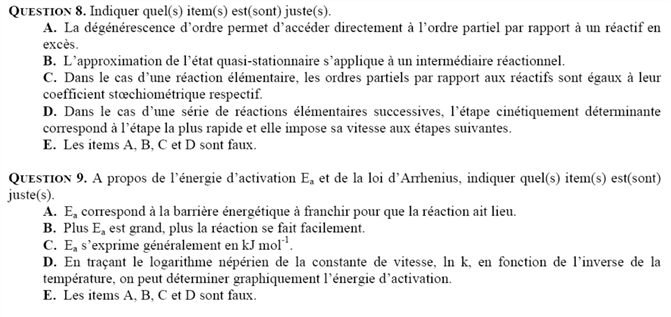 QUESTION 8. Indiquer quel(s) item(s) est(sont) juste(s).
A. La dégénérescence d'ordre permet d'accéder directement à l'ordre partiel par rapport à un réactif en
excès.
B. L'approximation de l'état quasi-stationnaire s'applique à un intermédiaire réactionnel.
C. Dans le cas d'une réaction élémentaire, les ordres partiels par rapport aux réactifs sont égaux à leur
coefficient stœchiométrique respectif.
D. Dans le cas d'une série de réactions élémentaires successives, l'étape cinétiquement déterminante
correspond à l'étape la plus rapide et elle impose sa vitesse aux étapes suivantes.
E. Les items A, B, C et D sont faux.
QUESTION 9. A propos de l'énergie d'activation Ea et de la loi d'Arrhenius, indiquer quel(s) item(s) est(sont)
juste(s).
A. Ea correspond à la barrière énergétique à franchir pour que la réaction ait lieu.
B. Plus Ea est grand, plus la réaction se fait facilement.
C. Ea s'exprime généralement en kJ mol⁻¹.
D. En traçant le logarithme népérien de la constante de vitesse, ln k, en fonction de l'inverse de la
température, on peut déterminer graphiquement l'énergie d'activation.
E. Les items A, B, C et D sont faux.